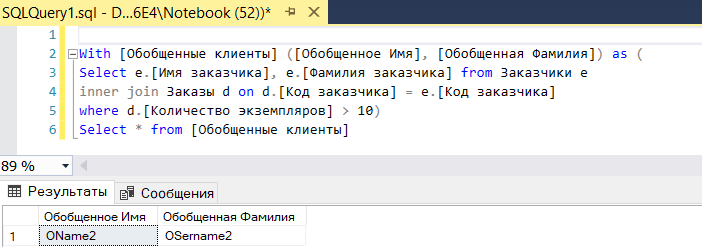 SQLQuery1.sql - D...6E4\Notebook (52))*
1
2 With [Обобщенные клиенты] ([Обобщенное Имя], [Обобщенная Фамилия]) as (
3 Select e.[Имя заказчика], e.[Фамилия заказчика] from Заказчики e
4 inner join Заказы d on d.[Код заказчика] = e.[Код заказчика]
5 where d.[Количество экземпляров] > 10)
6 Select * from [Обобщенные клиенты]
89 %
Результаты Сообщения
Обобщенное Имя Обобщенная Фамилия
1 OName2 OSername2